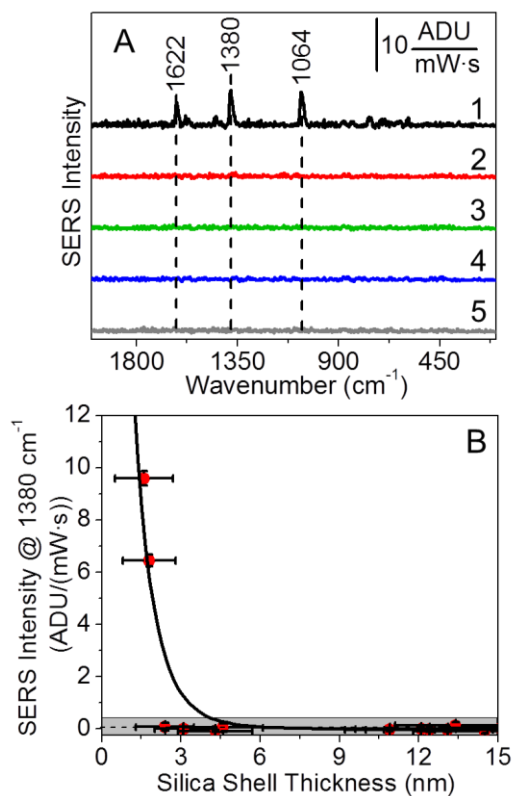 A
1622
1380
1064
10 ADU
mW·s
1
2
3
4
5
SERS Intensity
1800 1350 900 450
Wavenumber (cm⁻¹)
B
12
10
8
6
4
2
0
SERS Intensity @ 1380 cm⁻¹
(ADU/(mW·s))
0 3 6 9 12 15
Silica Shell Thickness (nm)